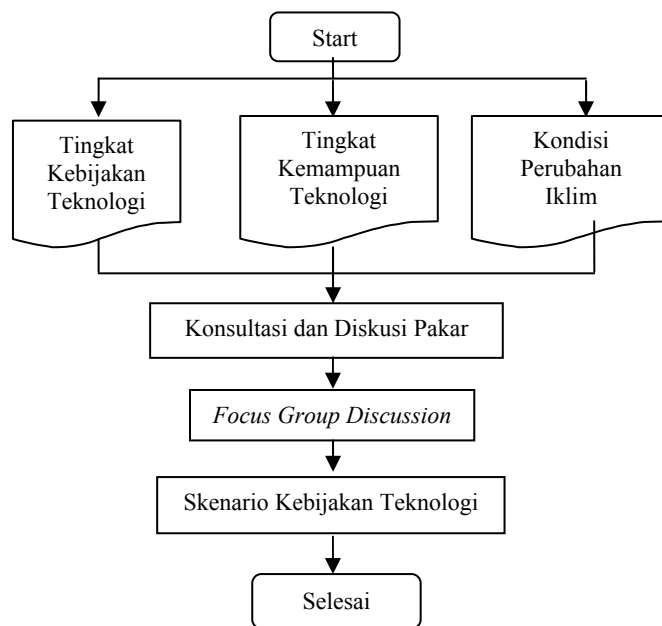 Start
Tingkat
Kebijakan
Teknologi
Tingkat
Kemampuan
Teknologi
Kondisi
Perubahan
Iklim
Konsultasi dan Diskusi Pakar
Focus Group Discussion
Skenario Kebijakan Teknologi
Selesai